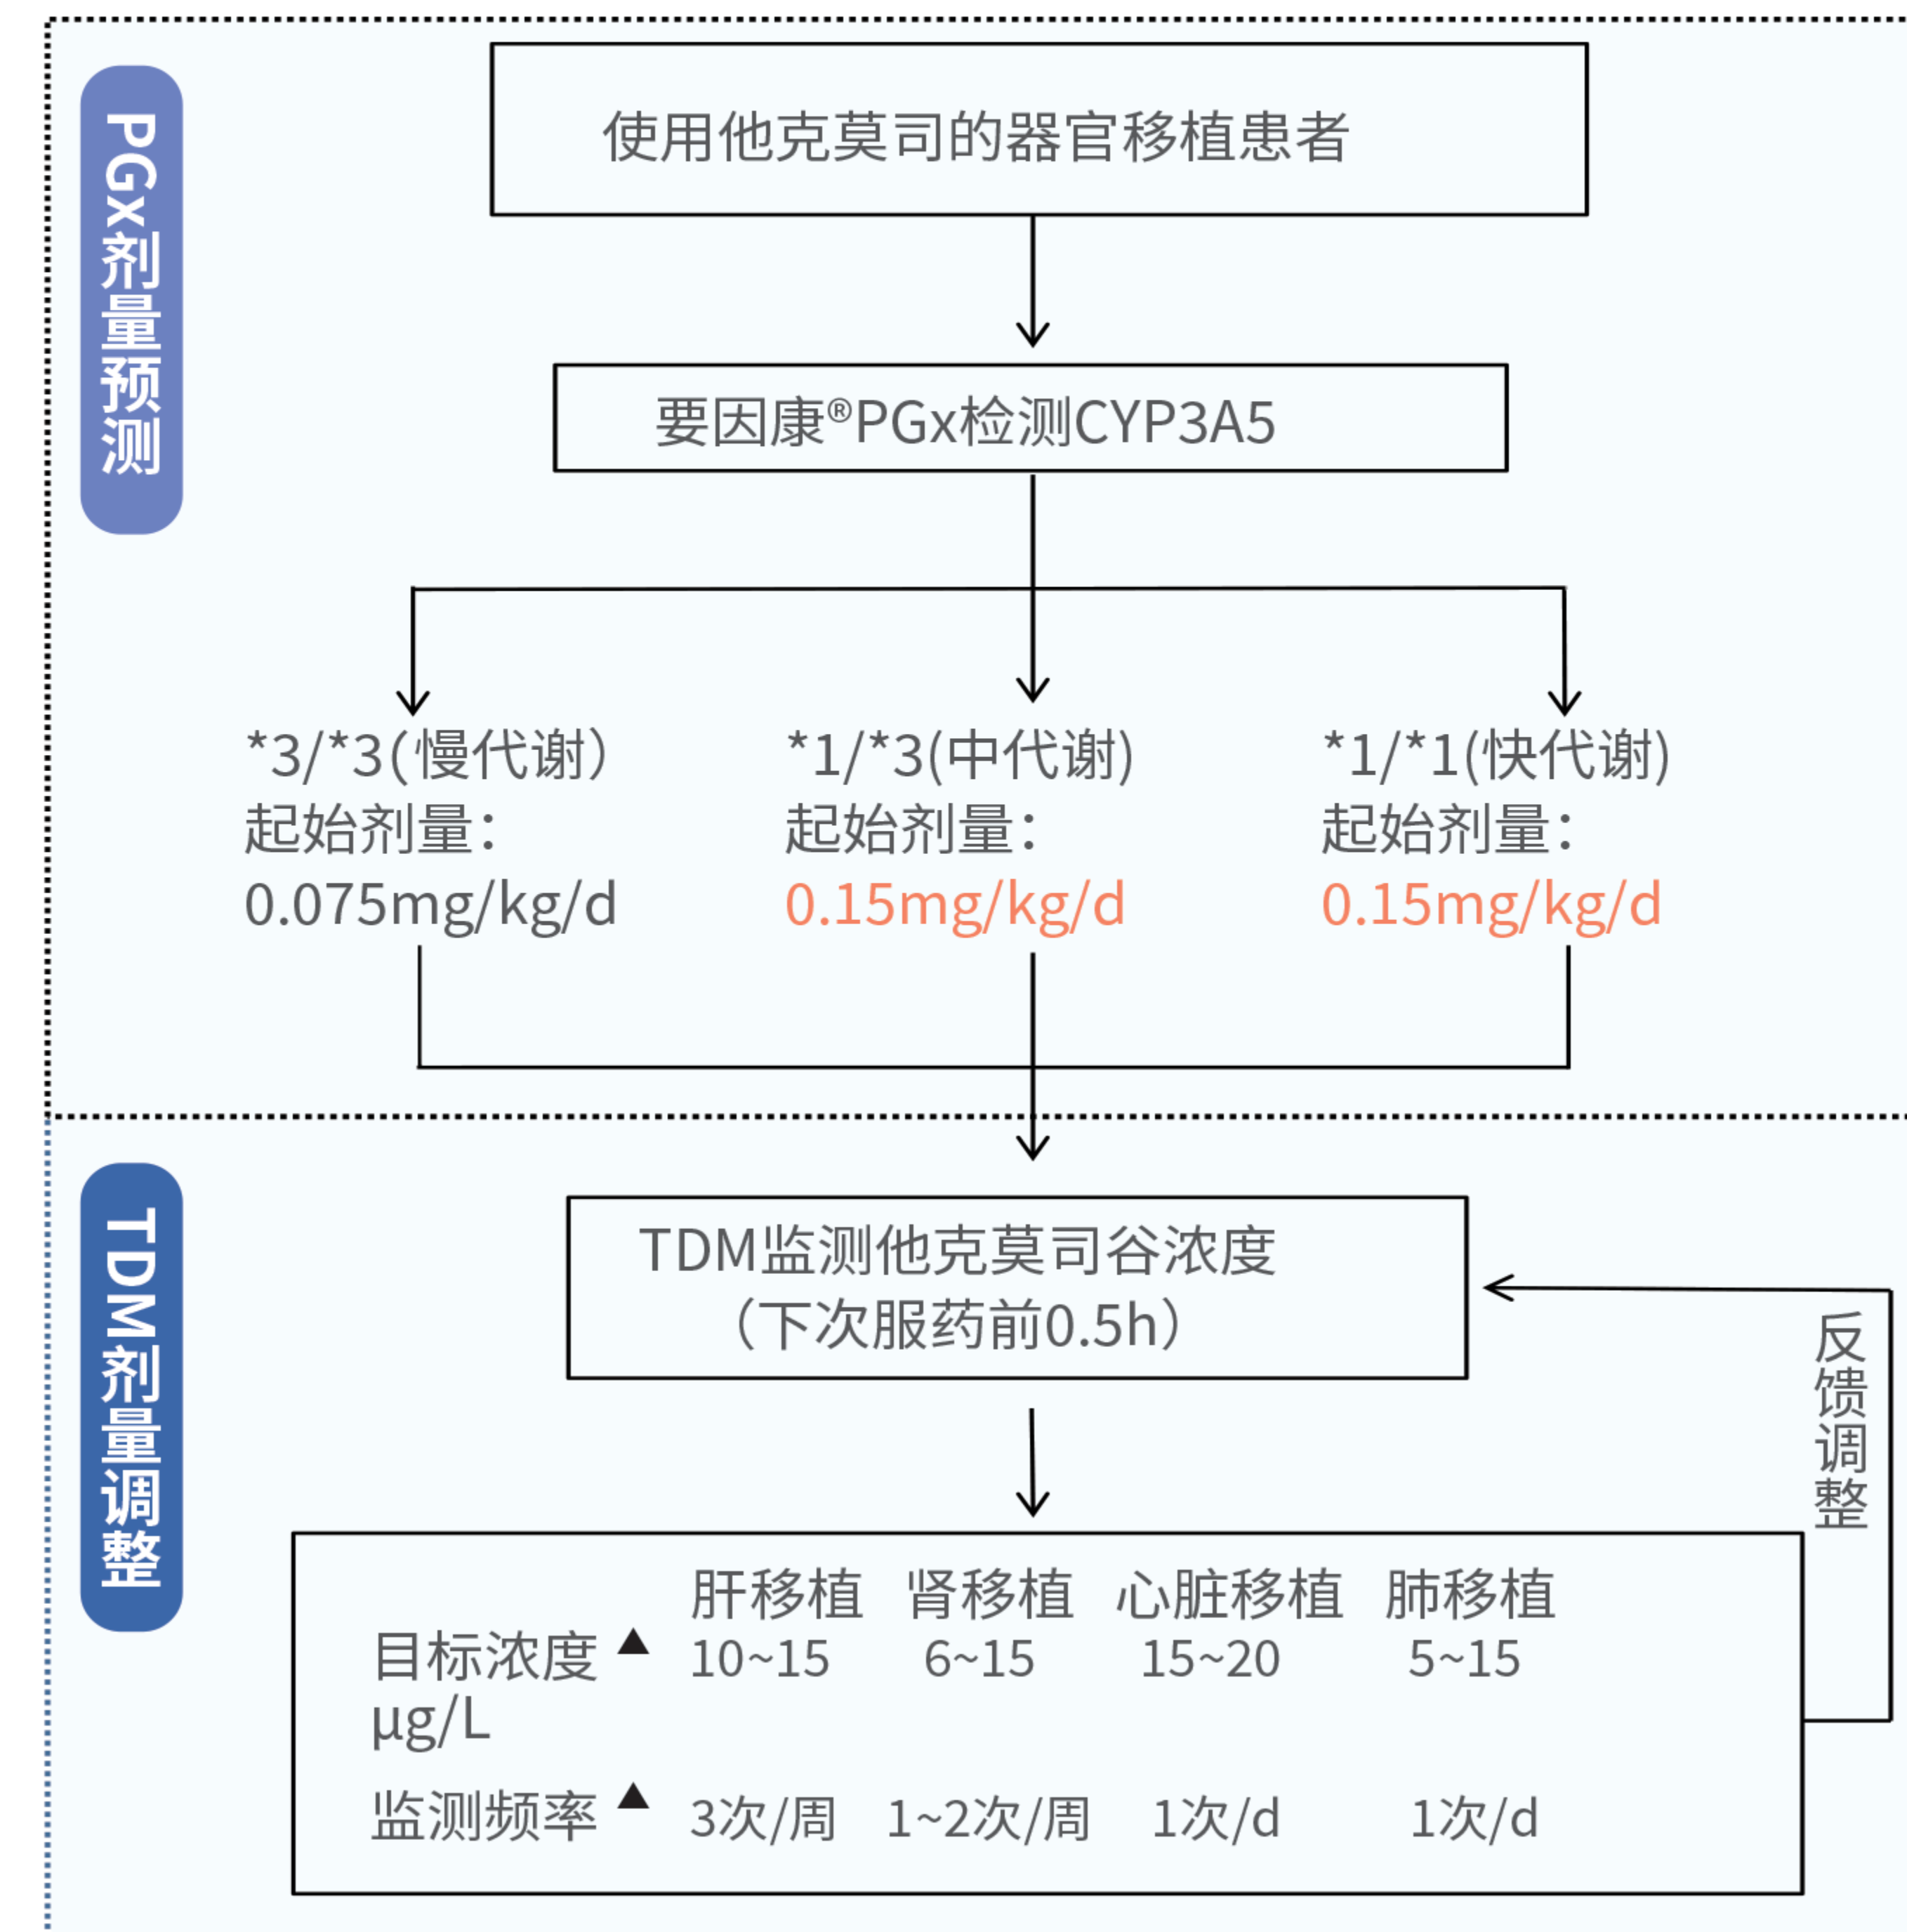 PGx剂量预测
使用他克莫司的器官移植患者
要因康®PGx检测CYP3A5
*3/*3(慢代谢）
起始剂量：
0.075mg/kg/d
*1/*3(中代谢)
起始剂量：
0.15mg/kg/d
*1/*1(快代谢)
起始剂量：
0.15mg/kg/d
TDM剂量调整
TDM监测他克莫司谷浓度
（下次服药前0.5h）
反馈调整
肝移植 肾移植 心脏移植 肺移植
目标浓度▲ 10~15 6~15 15~20 5~15
μg/L
监测频率▲ 3次/周 1~2次/周 1次/d 1次/d